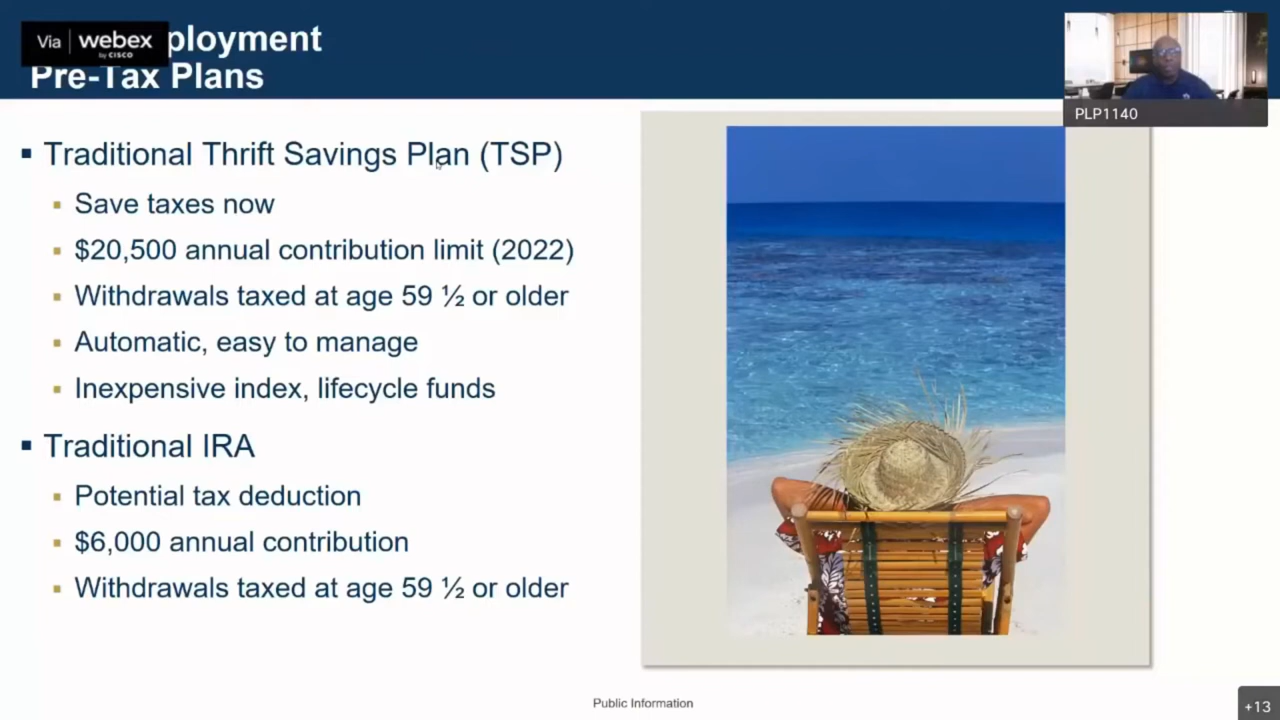 Via webex
by CISCO
ployment
Pre-Tax Plans
PLP1140
▪ Traditional Thrift Savings Plan (TSP)
▪ Save taxes now
▪ $20,500 annual contribution limit (2022)
▪ Withdrawals taxed at age 59 ½ or older
▪ Automatic, easy to manage
▪ Inexpensive index, lifecycle funds
▪ Traditional IRA
▪ Potential tax deduction
▪ $6,000 annual contribution
▪ Withdrawals taxed at age 59 ½ or older
Public Information
+13